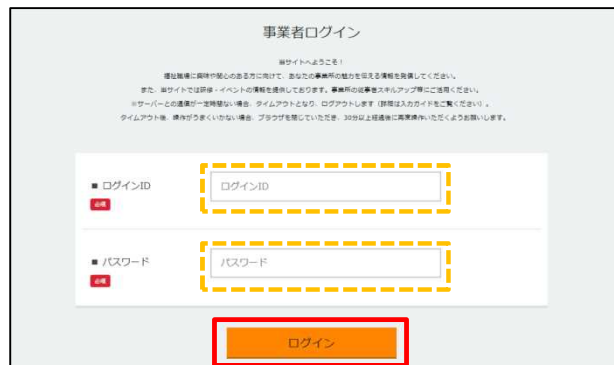 事業者ログイン
当サイトへようこそ！
福祉職場に興味や関心のある方に向けて、あなたの事業所の魅力を伝える情報を発信してください。
また、当サイトでは研修・イベントの情報を提供しております。事業所の従事者スキルアップ等にご活用ください。
※サーバーとの通信が一定時間ない場合、タイムアウトとなり、ログアウトします（詳細は入力ガイドをご覧ください）。
タイムアウト後、操作がうまくいかない場合、ブラウザを閉じていただき、30分以上経過後に再度操作いただくようお願いします。
■ ログインID
ログインID
必須
■ パスワード
パスワード
必須
ログイン